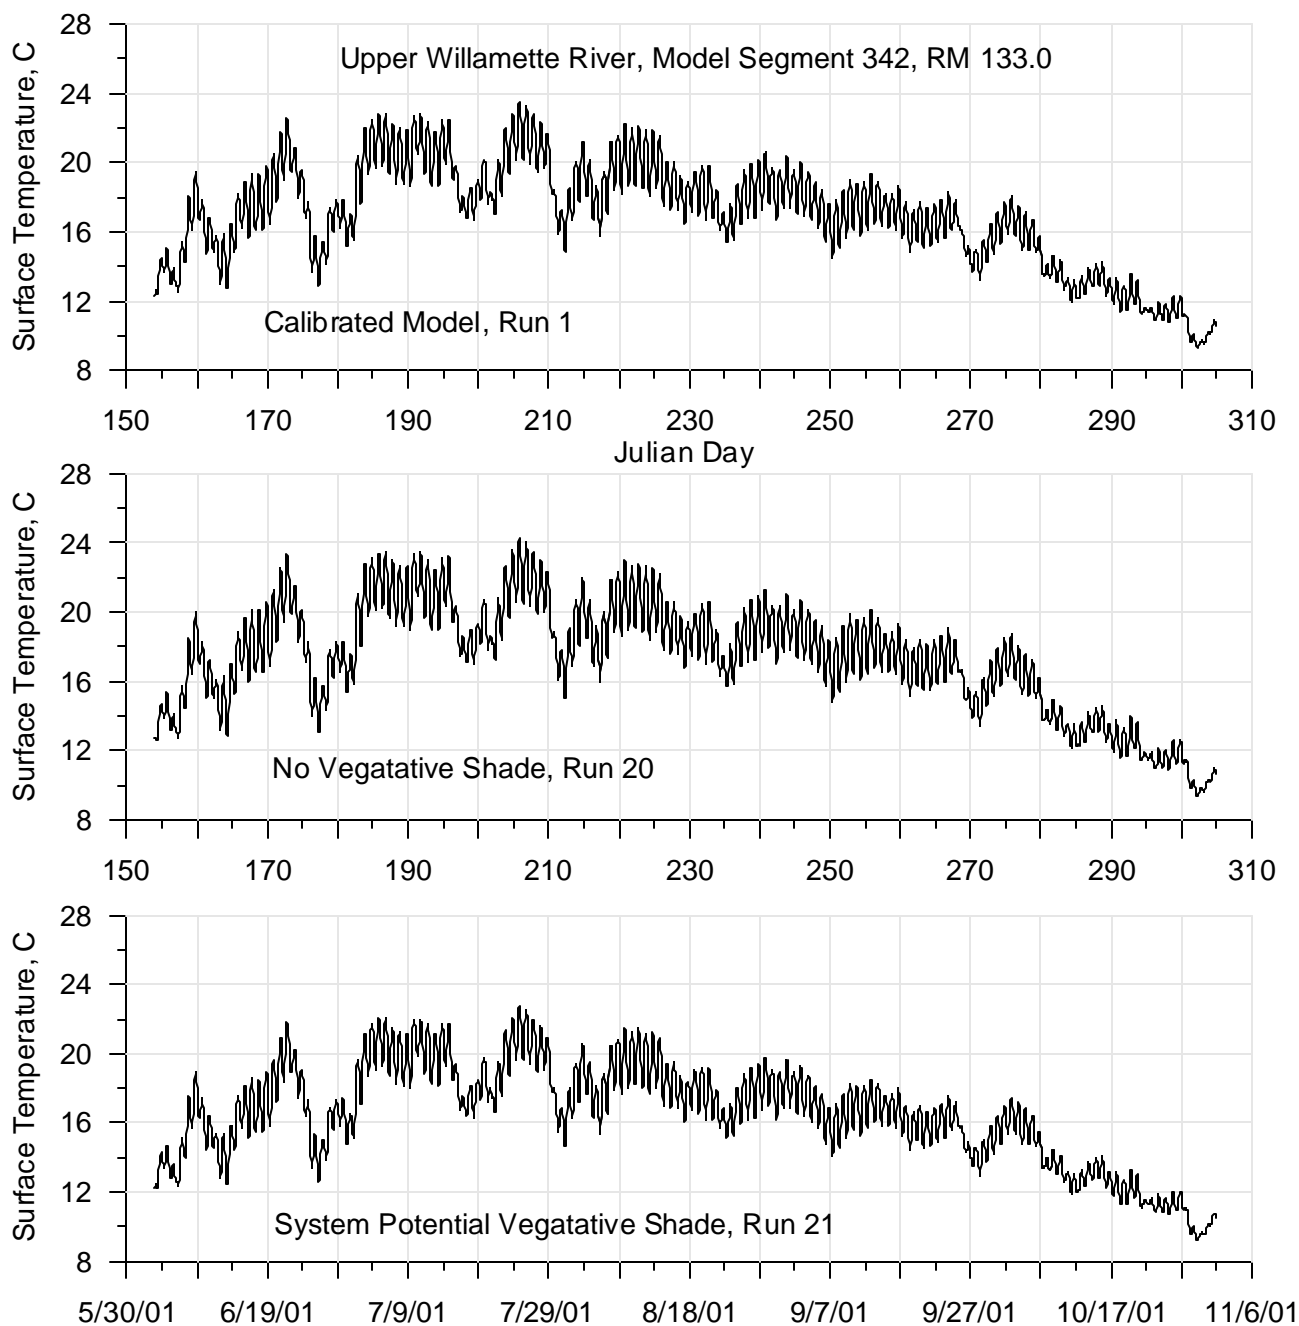 28
Upper Willamette River, Model Segment 342, RM 133.0
24
20
16
12
8
Surface Temperature, C
Calibrated Model, Run 1
150 170 190 210 230 250 270 290 310
Julian Day
28
24
20
16
12
8
Surface Temperature, C
No Vegatative Shade, Run 20
150 170 190 210 230 250 270 290 310
28
24
20
16
12
8
Surface Temperature, C
System Potential Vegatative Shade, Run 21
5/30/01 6/19/01 7/9/01 7/29/01 8/18/01 9/7/01 9/27/01 10/17/01 11/6/01